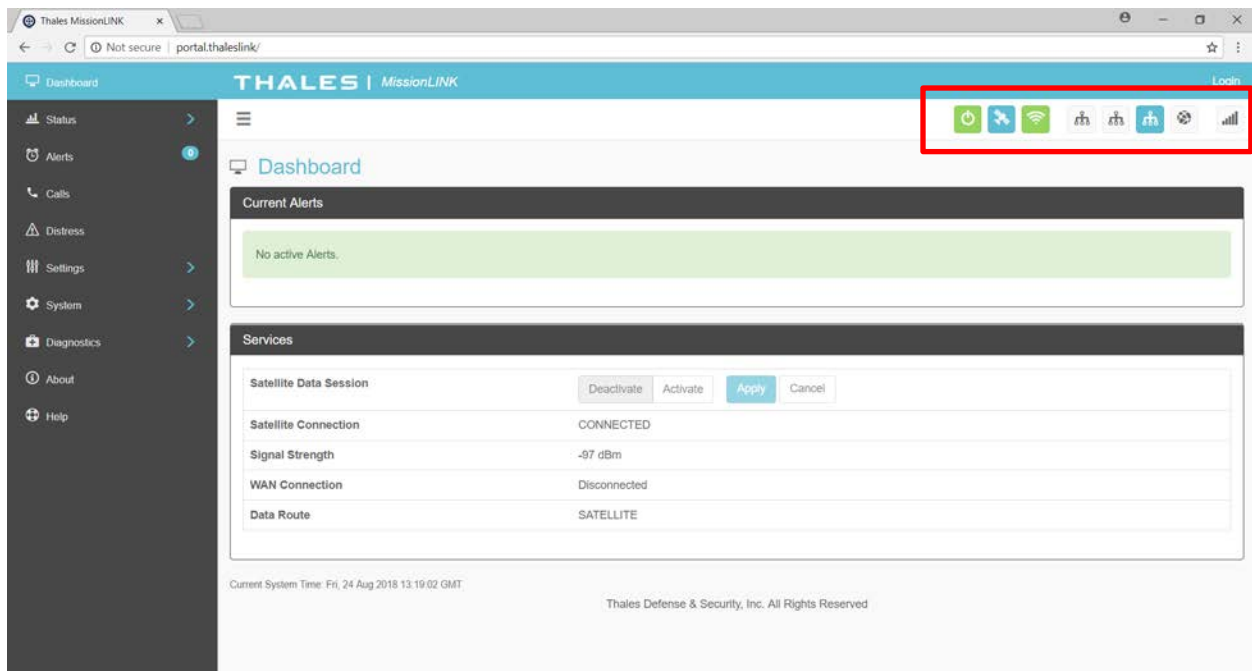 Thales MissionLINK
Not secure | portal.thaleslink/
Dashboard
THALES | MissionLINK
Login
Status
Alerts
0
Calls
Distress
Settings
System
Diagnostics
About
Help
Dashboard
Current Alerts
No active Alerts.
Services
Satellite Data Session
Deactivate Activate Apply Cancel
Satellite Connection CONNECTED
Signal Strength -97 dBm
WAN Connection Disconnected
Data Route SATELLITE
Current System Time: Fri, 24 Aug 2018 13:19:02 GMT
Thales Defense & Security, Inc. All Rights Reserved